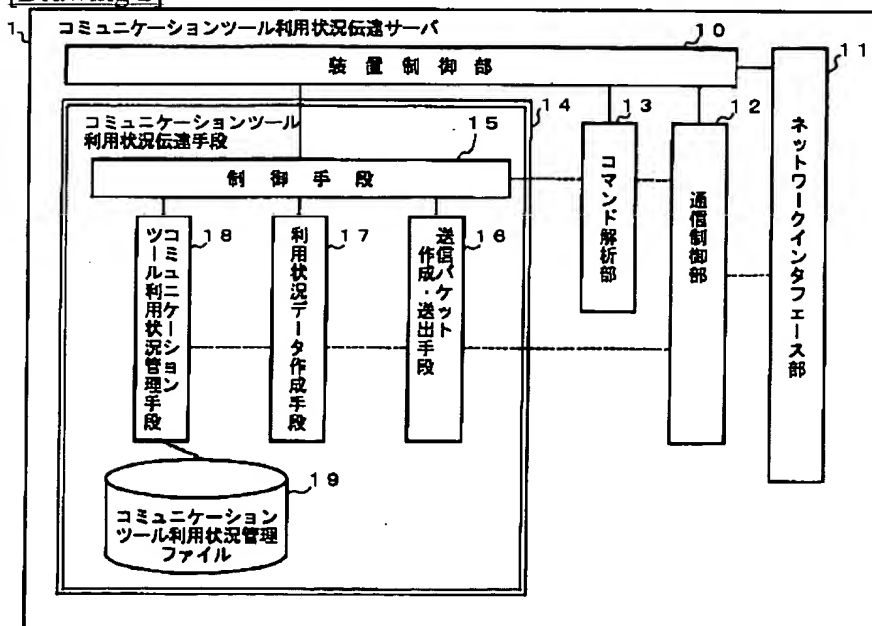 1
コミュニケーションツール利用状況伝達サーバ
10
装置制御部
11
ネットワークインタフェース部
14
コミュニケーションツール
利用状況伝達手段
13
コマンド解析部
12
通信制御部
15
制御手段
コミュニケーション
ツール利用状況管理手段
18
利用状況データ作成手段
17
送信パケット
作成・送出手段
16
19
コミュニケーション
ツール利用状況管理
ファイル